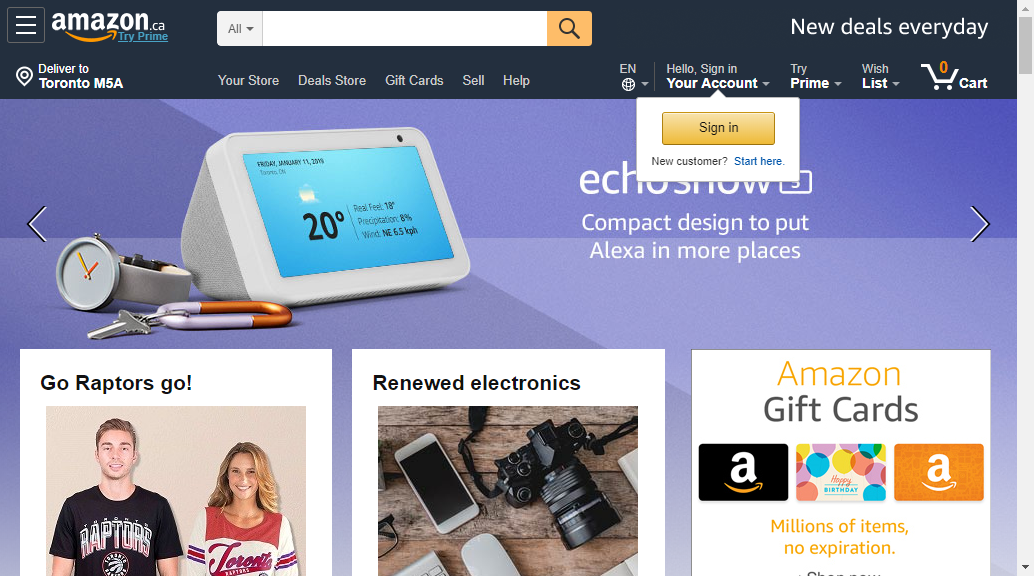 amazon.ca
Try Prime
All
New deals everyday
Deliver to
Toronto M5A
Your Store
Deals Store
Gift Cards
Sell
Help
EN
Hello, Sign in
Your Account
Try
Prime
Wish
List
0
Cart
Sign in
New customer? Start here.
FRIDAY, JANUARY 11, 2019
Toronto, ON
20°
Real Feel: 18°
Precipitation: 8%
Wind: NE 6.5 kph
echo show 5
Compact design to put
Alexa in more places
Go Raptors go!
Renewed electronics
Amazon
Gift Cards
a
Happy
BIRTHDAY
a
Millions of items,
no expiration.
Shop now
TORONTO
RAPTORS
Toronto
RAPTORS